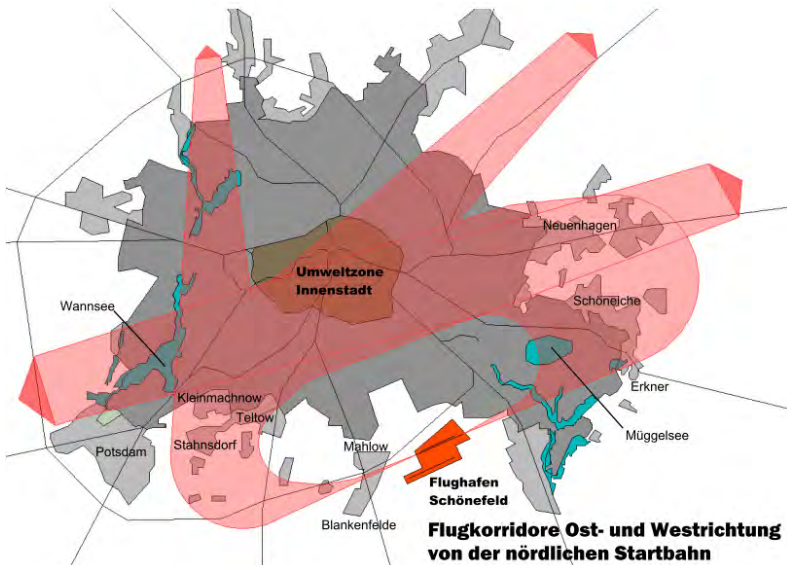 Neuenhagen
Umweltzone
Innenstadt
Schöneiche
Wannsee
Erkner
Kleinmachnow
Teltow
Müggelsee
Stahnsdorf
Mahlow
Potsdam
Flughafen
Schönefeld
Blankenfelde
Flugkorridore Ost- und Westrichtung
von der nördlichen Startbahn